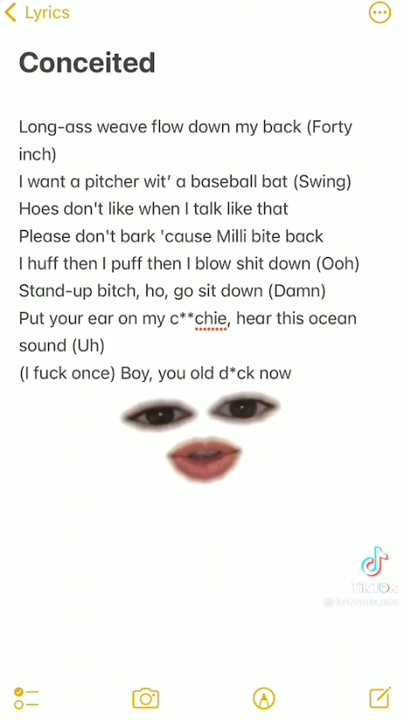 Lyrics
Conceited
Long-ass weave flow down my back (Forty
inch)
I want a pitcher wit' a baseball bat (Swing)
Hoes don't like when I talk like that
Please don't bark 'cause Milli bite back
I huff then I puff then I blow shit down (Ooh)
Stand-up bitch, ho, go sit down (Damn)
Put your ear on my c**chie, hear this ocean
sound (Uh)
(I fuck once) Boy, you old d*ck now
TikTok